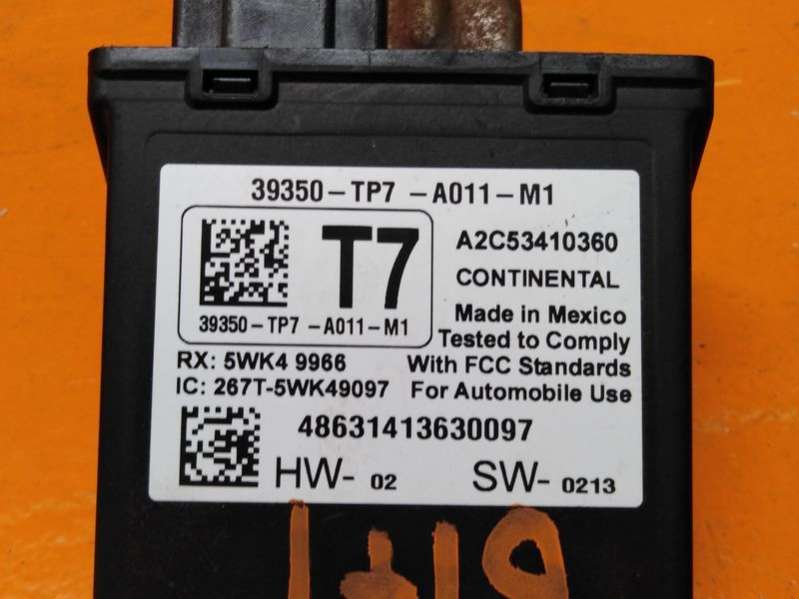 39350-TP7-A011-M1
T7
39350-TP7-A011-M1
A2C53410360
CONTINENTAL
Made in Mexico
Tested to Comply
With FCC Standards
For Automobile Use
RX: 5WK4 9966
IC: 267T-5WK49097
48631413630097
HW- 02
SW- 0213